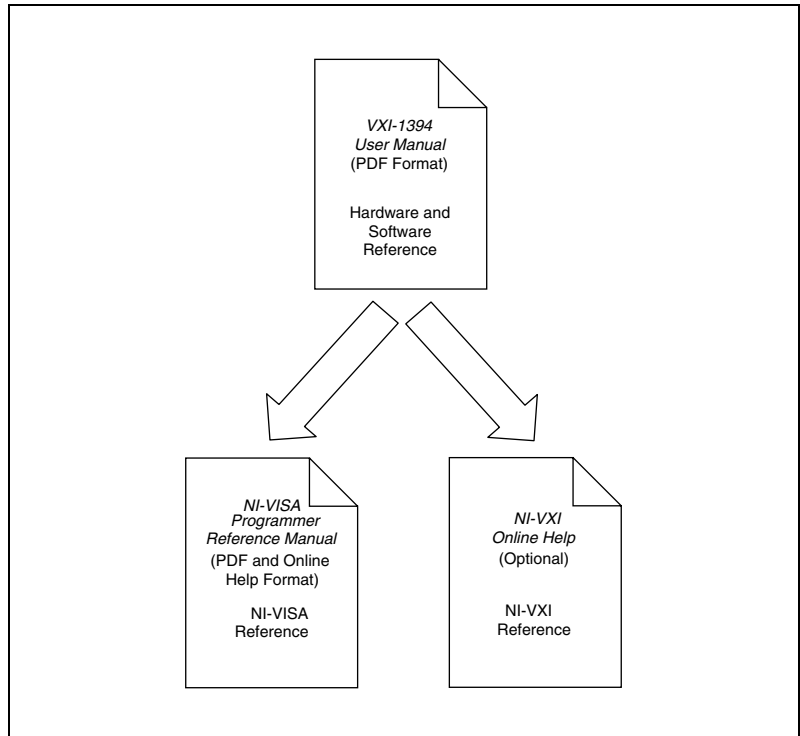 VXI-1394
User Manual
(PDF Format)
Hardware and
Software
Reference
NI-VISA
Programmer
Reference Manual
(PDF and Online
Help Format)
NI-VISA
Reference
NI-VXI
Online Help
(Optional)
NI-VXI
Reference